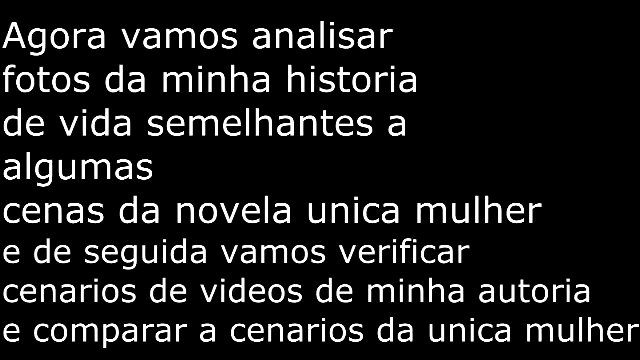 Agora vamos analisar
fotos da minha historia
de vida semelhantes a
algumas
cenas da novela unica mulher
e de seguida vamos verificar
cenarios de videos de minha autoria
e comparar a cenarios da unica mulher